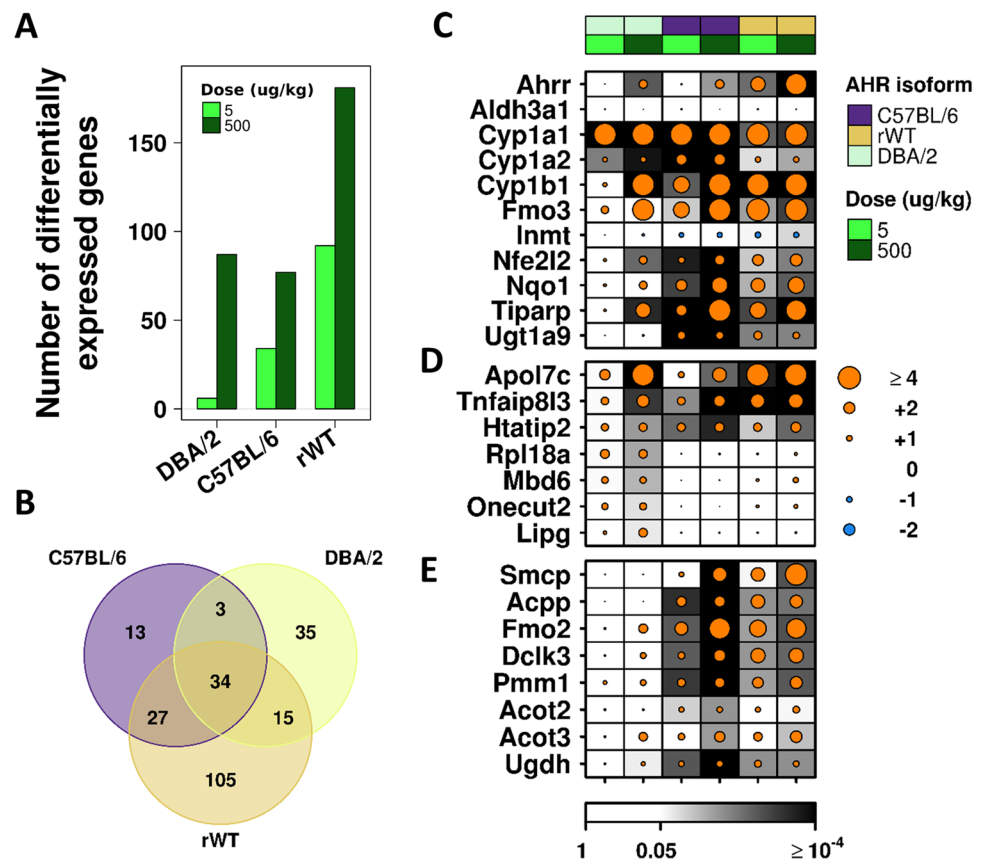 A
Number of differentially
expressed genes
Dose (ug/kg)
5
500
150
100
50
0
DBA/2
C57BL/6
rWT
B
C57BL/6
DBA/2
13
3
35
34
27
15
105
rWT
C
Ahrr
Aldh3a1
Cyp1a1
Cyp1a2
Cyp1b1
Fmo3
Inmt
Nfe2l2
Nqo1
Tiparp
Ugt1a9
AHR isoform
C57BL/6
rWT
DBA/2
Dose (ug/kg)
5
500
D
Apol7c
Tnfaip8l3
Htatip2
Rpl18a
Mbd6
Onecut2
Lipg
≥ 4
+2
+1
0
-1
-2
E
Smcp
Acpp
Fmo2
Dclk3
Pmm1
Acot2
Acot3
Ugdh
1
0.05
≥10⁻⁴